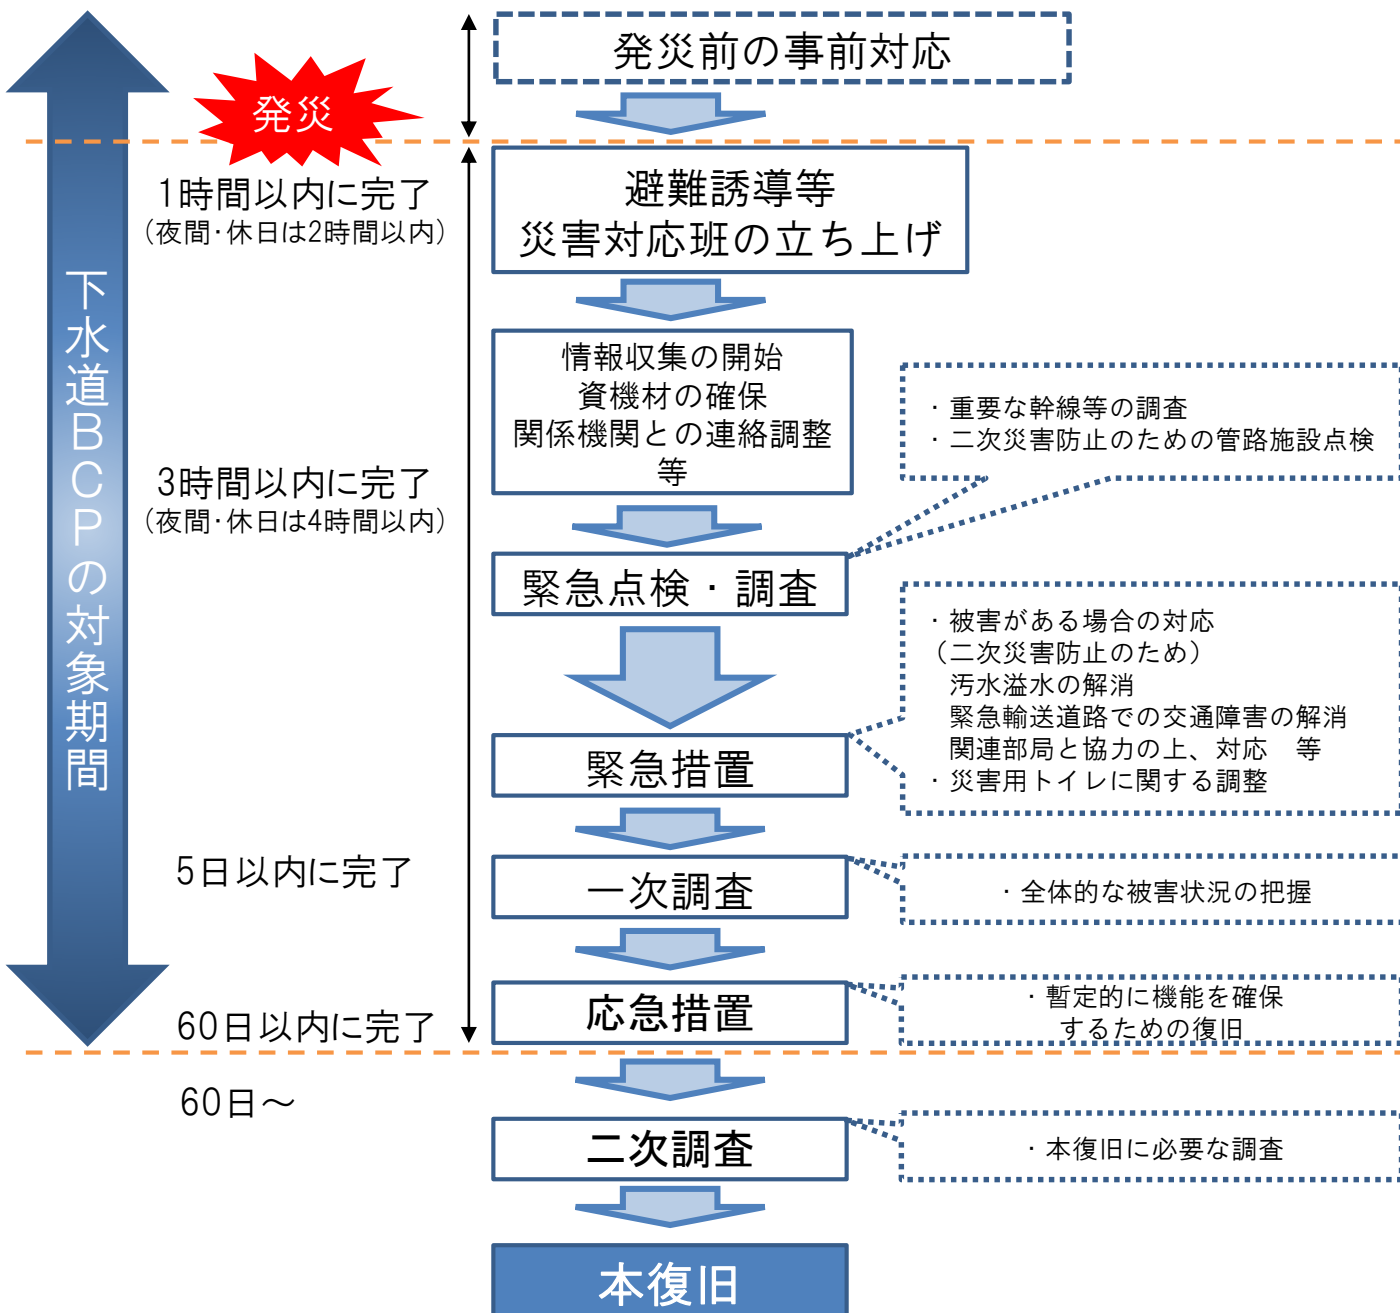 発災前の事前対応
発災
1時間以内に完了
（夜間・休日は2時間以内）
避難誘導等
災害対応班の立ち上げ
下水道ＢＣＰの対象期間
情報収集の開始
資機材の確保
関係機関との連絡調整
等
・重要な幹線等の調査
・二次災害防止のための管路施設点検
3時間以内に完了
（夜間・休日は4時間以内）
緊急点検・調査
・被害がある場合の対応
（二次災害防止のため）
汚水溢水の解消
緊急輸送道路での交通障害の解消
関連部局と協力の上、対応　等
・災害用トイレに関する調整
緊急措置
5日以内に完了
一次調査
・全体的な被害状況の把握
60日以内に完了
応急措置
・暫定的に機能を確保
するための復旧
60日～
二次調査
・本復旧に必要な調査
本復旧